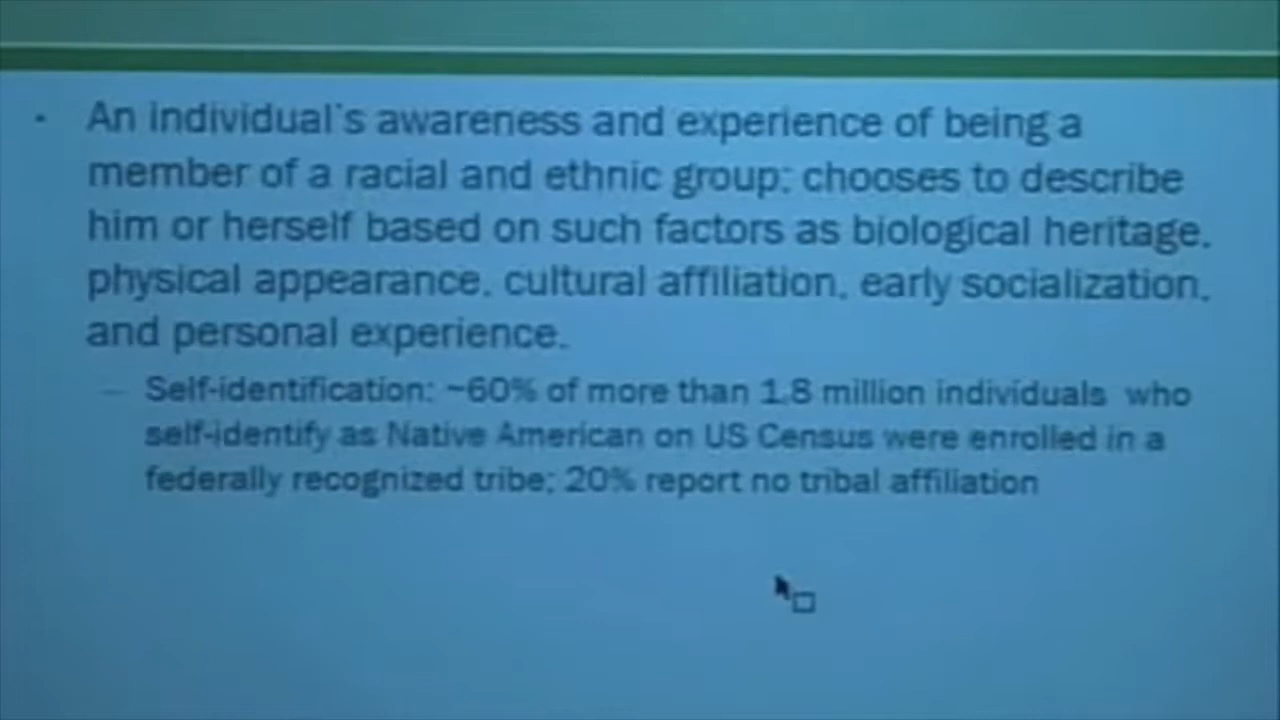 · An individual's awareness and experience of being a
member of a racial and ethnic group; chooses to describe
him or herself based on such factors as biological heritage,
physical appearance, cultural affiliation, early socialization,
and personal experience.
– Self-identification: ~60% of more than 1.8 million individuals who
self-identify as Native American on US Census were enrolled in a
federally recognized tribe; 20% report no tribal affiliation